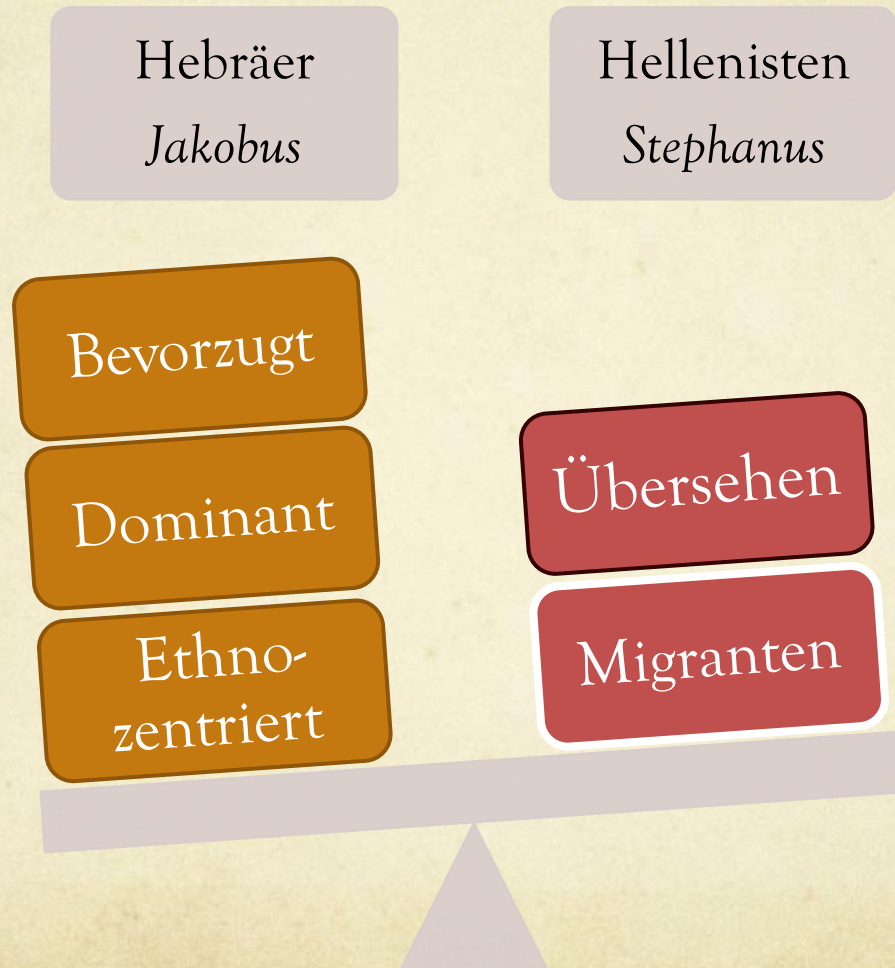 Hebräer
Jakobus
Hellenisten
Stephanus
Bevorzugt
Dominant
Ethno-
zentriert
Übersehen
Migranten